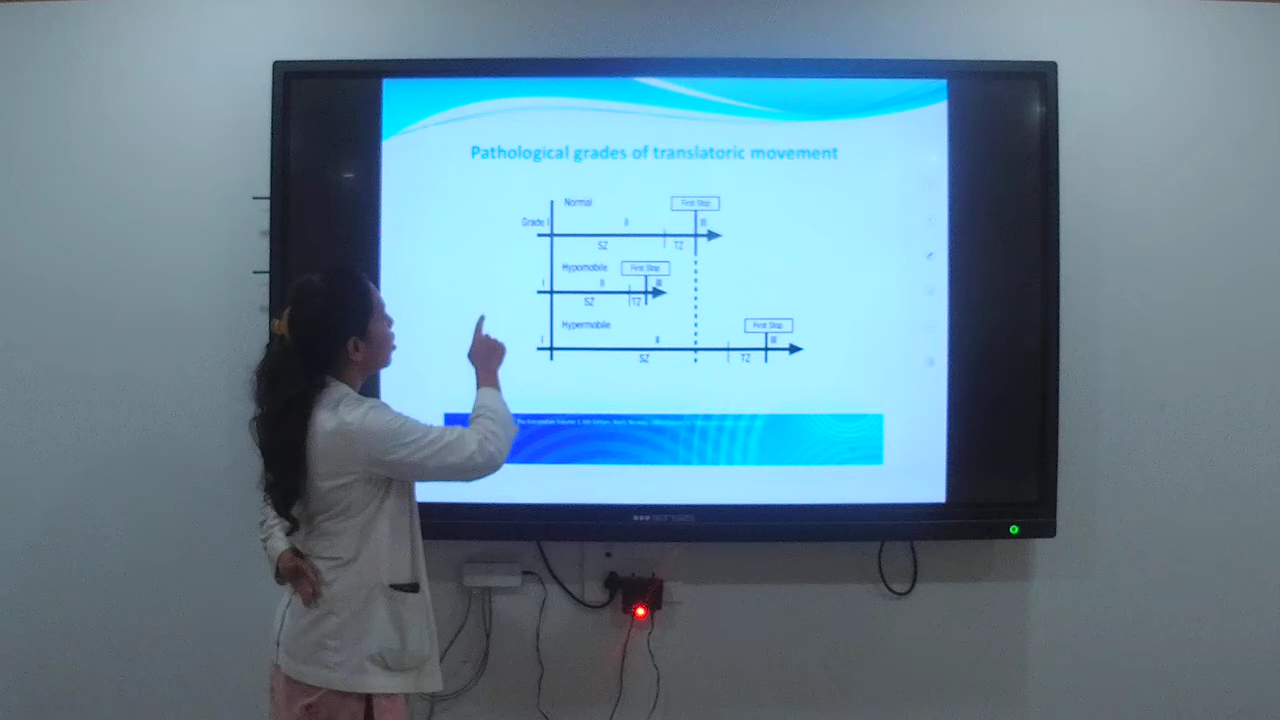 Pathological grades of translatoric movement
Normal
First Stop
Grade I
II
III
SZ
TZ
Hypomobile
First Stop
I
II
III
SZ
TZ
Hypermobile
First Stop
I
II
III
SZ
TZ